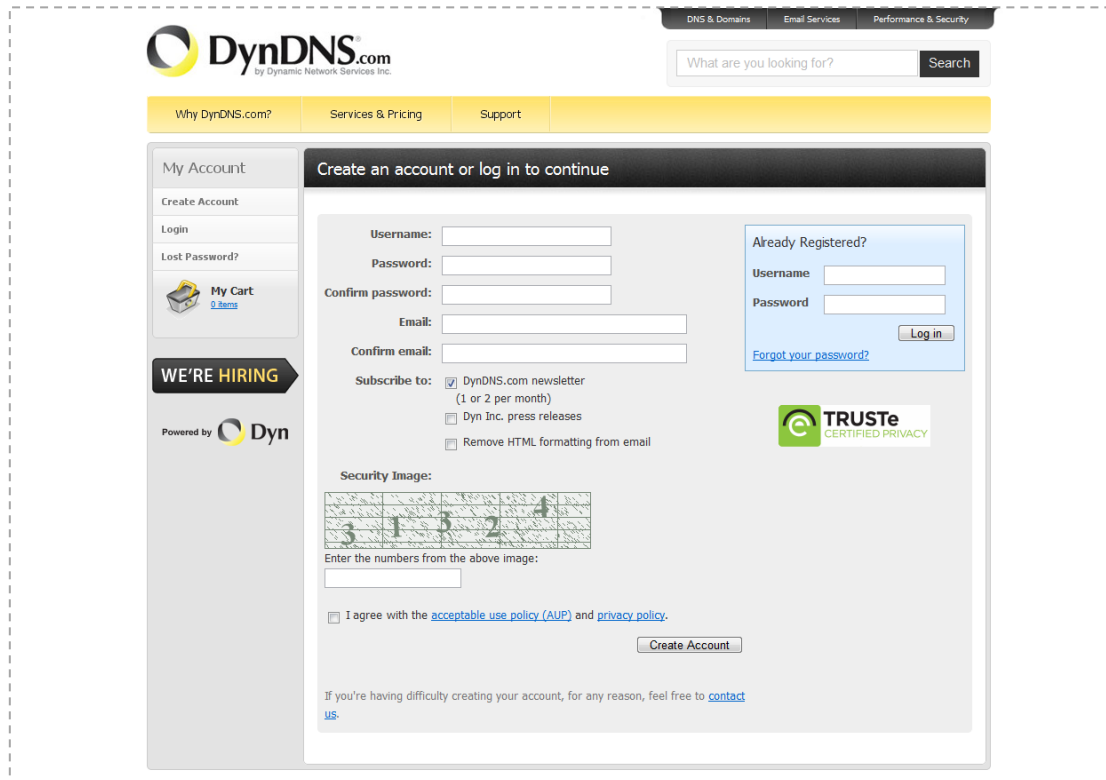 DNS & Domains Email Services Performance & Security
DynDNS.com
by Dynamic Network Services Inc.
What are you looking for? Search
Why DynDNS.com? Services & Pricing Support
My Account
Create Account
Login
Lost Password?
My Cart
0 items
WE'RE HIRING
Powered by Dyn
Create an account or log in to continue
Username:
Password:
Confirm password:
Email:
Confirm email:
Subscribe to: DynDNS.com newsletter
(1 or 2 per month)
Dyn Inc. press releases
Remove HTML formatting from email
Security Image:
3 1 3 2 4
Enter the numbers from the above image:
I agree with the acceptable use policy (AUP) and privacy policy.
Create Account
If you're having difficulty creating your account, for any reason, feel free to contact
us.
Already Registered?
Username
Password
Log in
Forgot your password?
TRUSTe
CERTIFIED PRIVACY